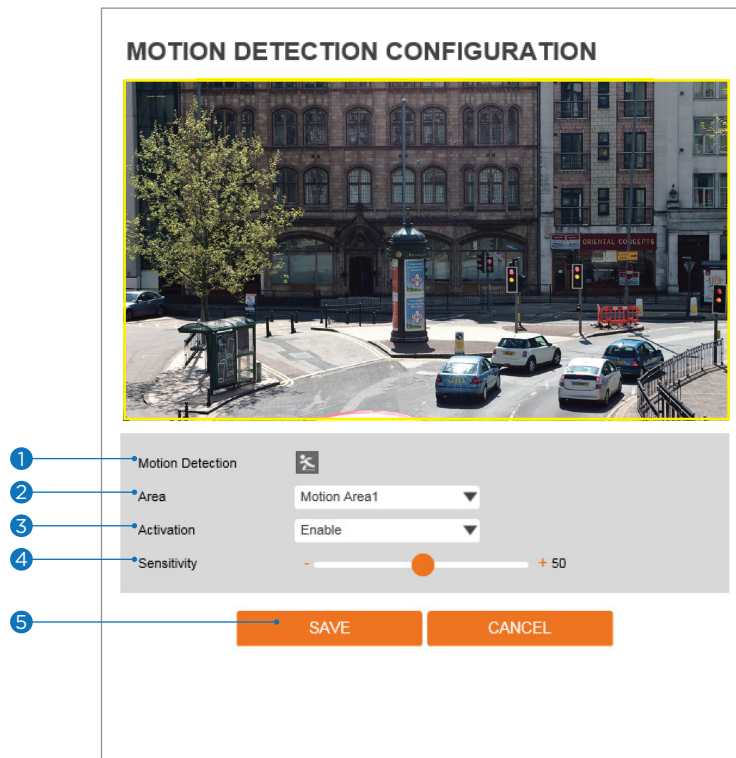 MOTION DETECTION CONFIGURATION
ORIENTAL CONCEPTS
1 Motion Detection
2 Area Motion Area1
3 Activation Enable
4 Sensitivity - + 50
5 SAVE CANCEL